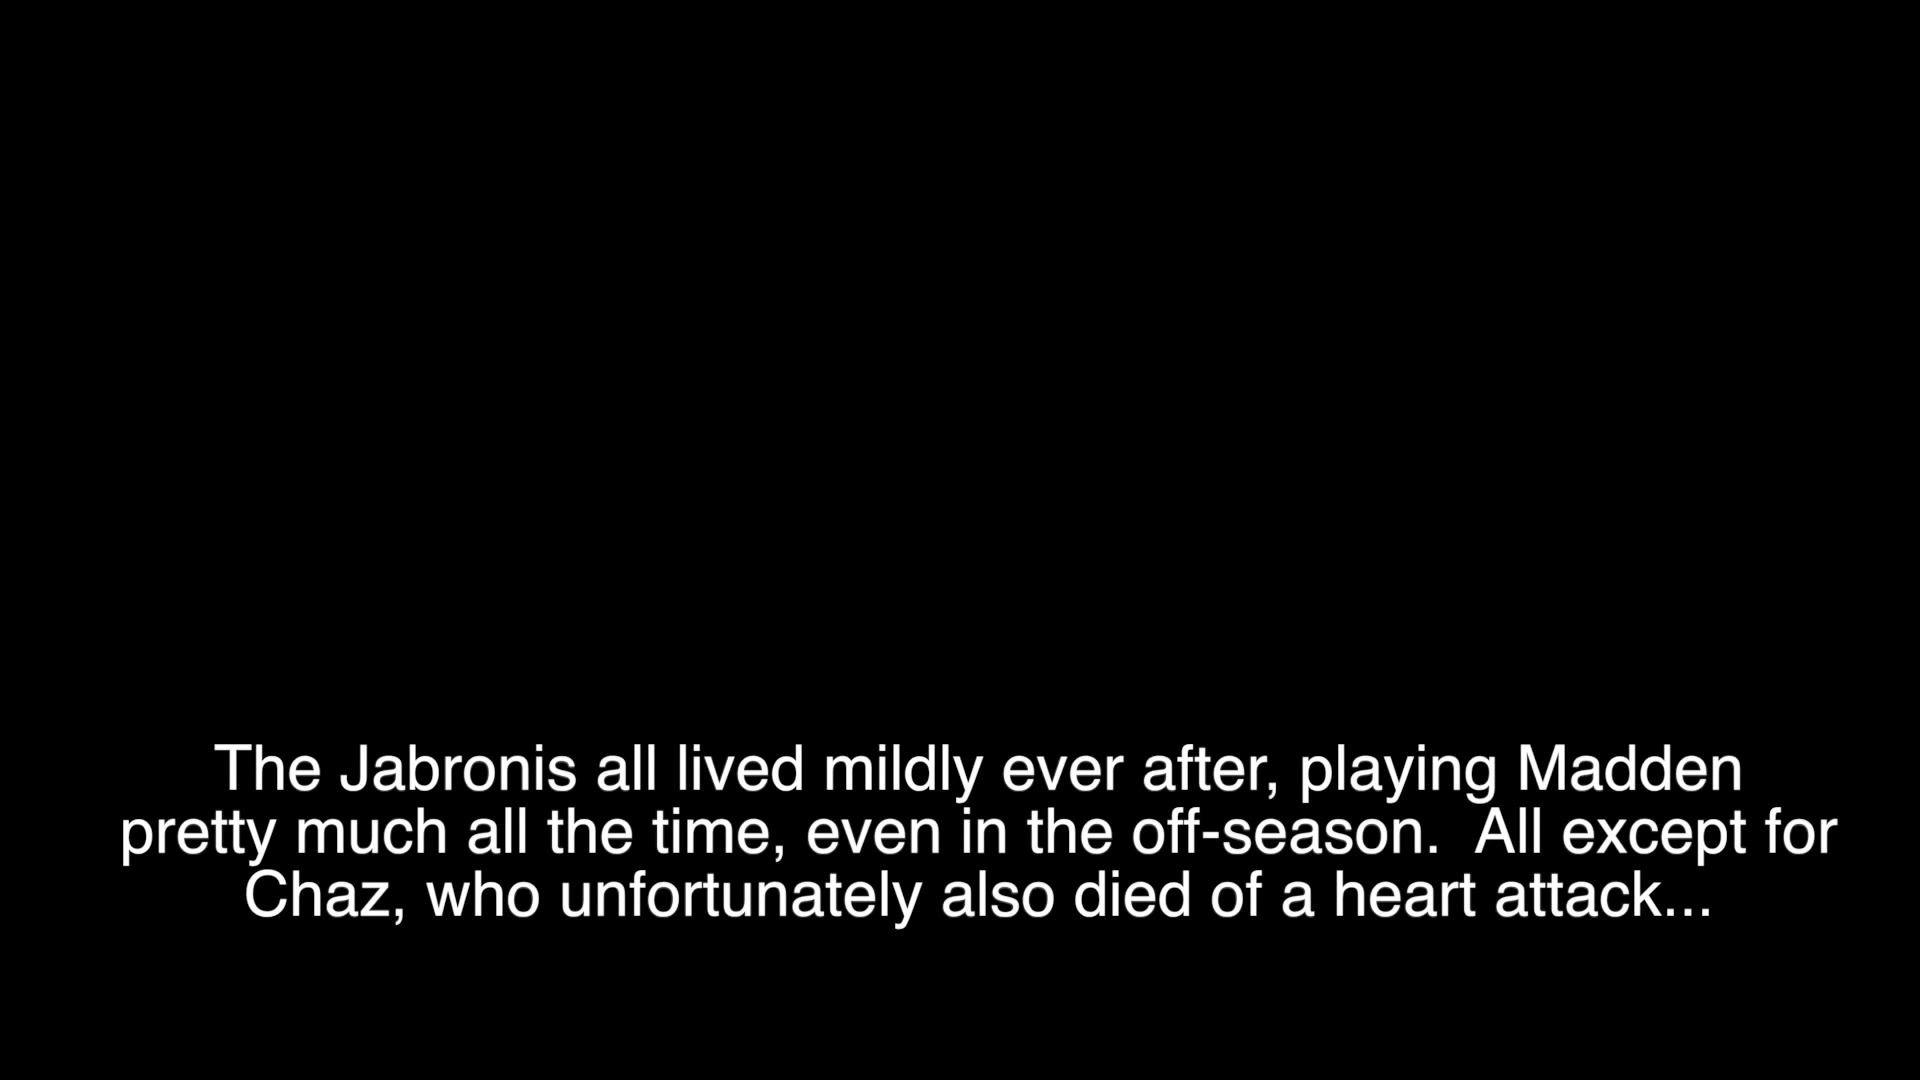 The Jabronis all lived mildly ever after, playing Madden
pretty much all the time, even in the off-season.  All except for
Chaz, who unfortunately also died of a heart attack...